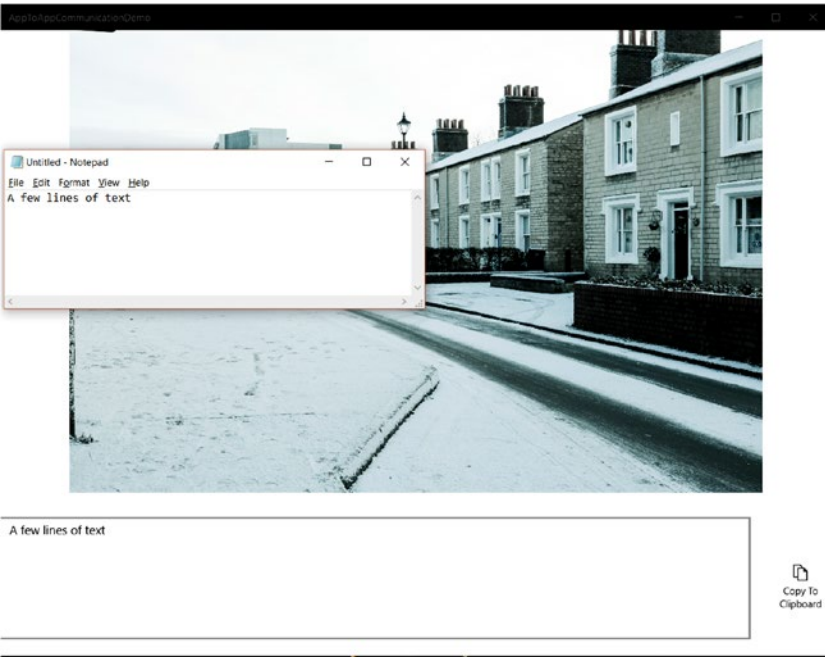 AppToAppCommunicationDemo
Untitled - Notepad
File Edit Format View Help
A few lines of text
A few lines of text
Copy To
Clipboard